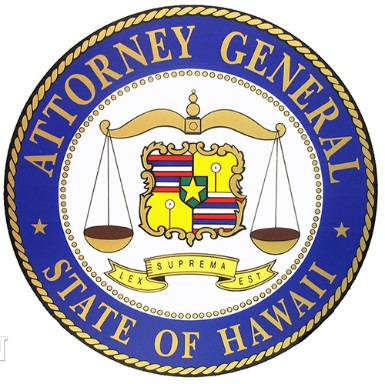 ATTORNEY GENERAL
LEX SUPREMA EST
STATE OF HAWAII